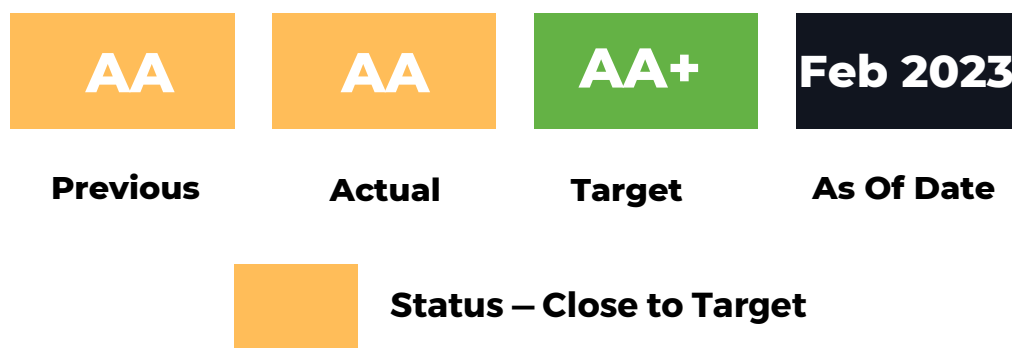 AA
AA
AA+
Feb 2023
Previous
Actual
Target
As Of Date
Status – Close to Target